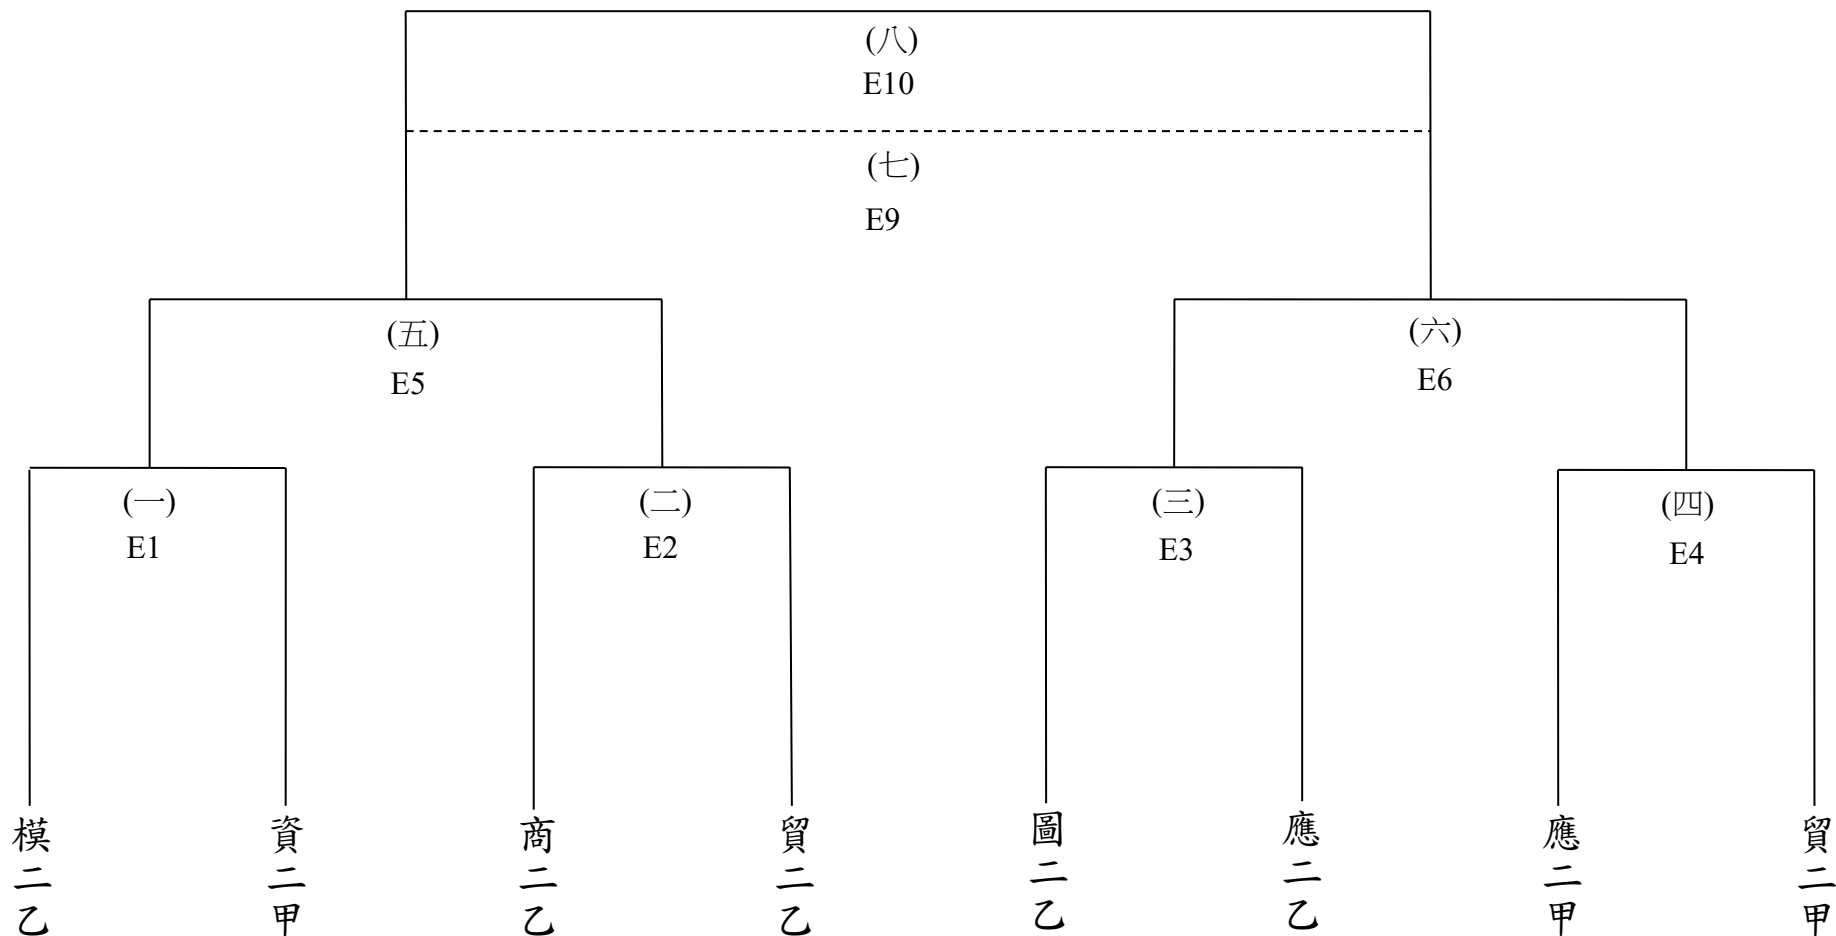 (八)
E10
(七)
E9
(五)
E5
(六)
E6
(一)
E1
(二)
E2
(三)
E3
(四)
E4
模二乙
資二甲
商二乙
貿二乙
圖二乙
應二乙
應二甲
貿二甲